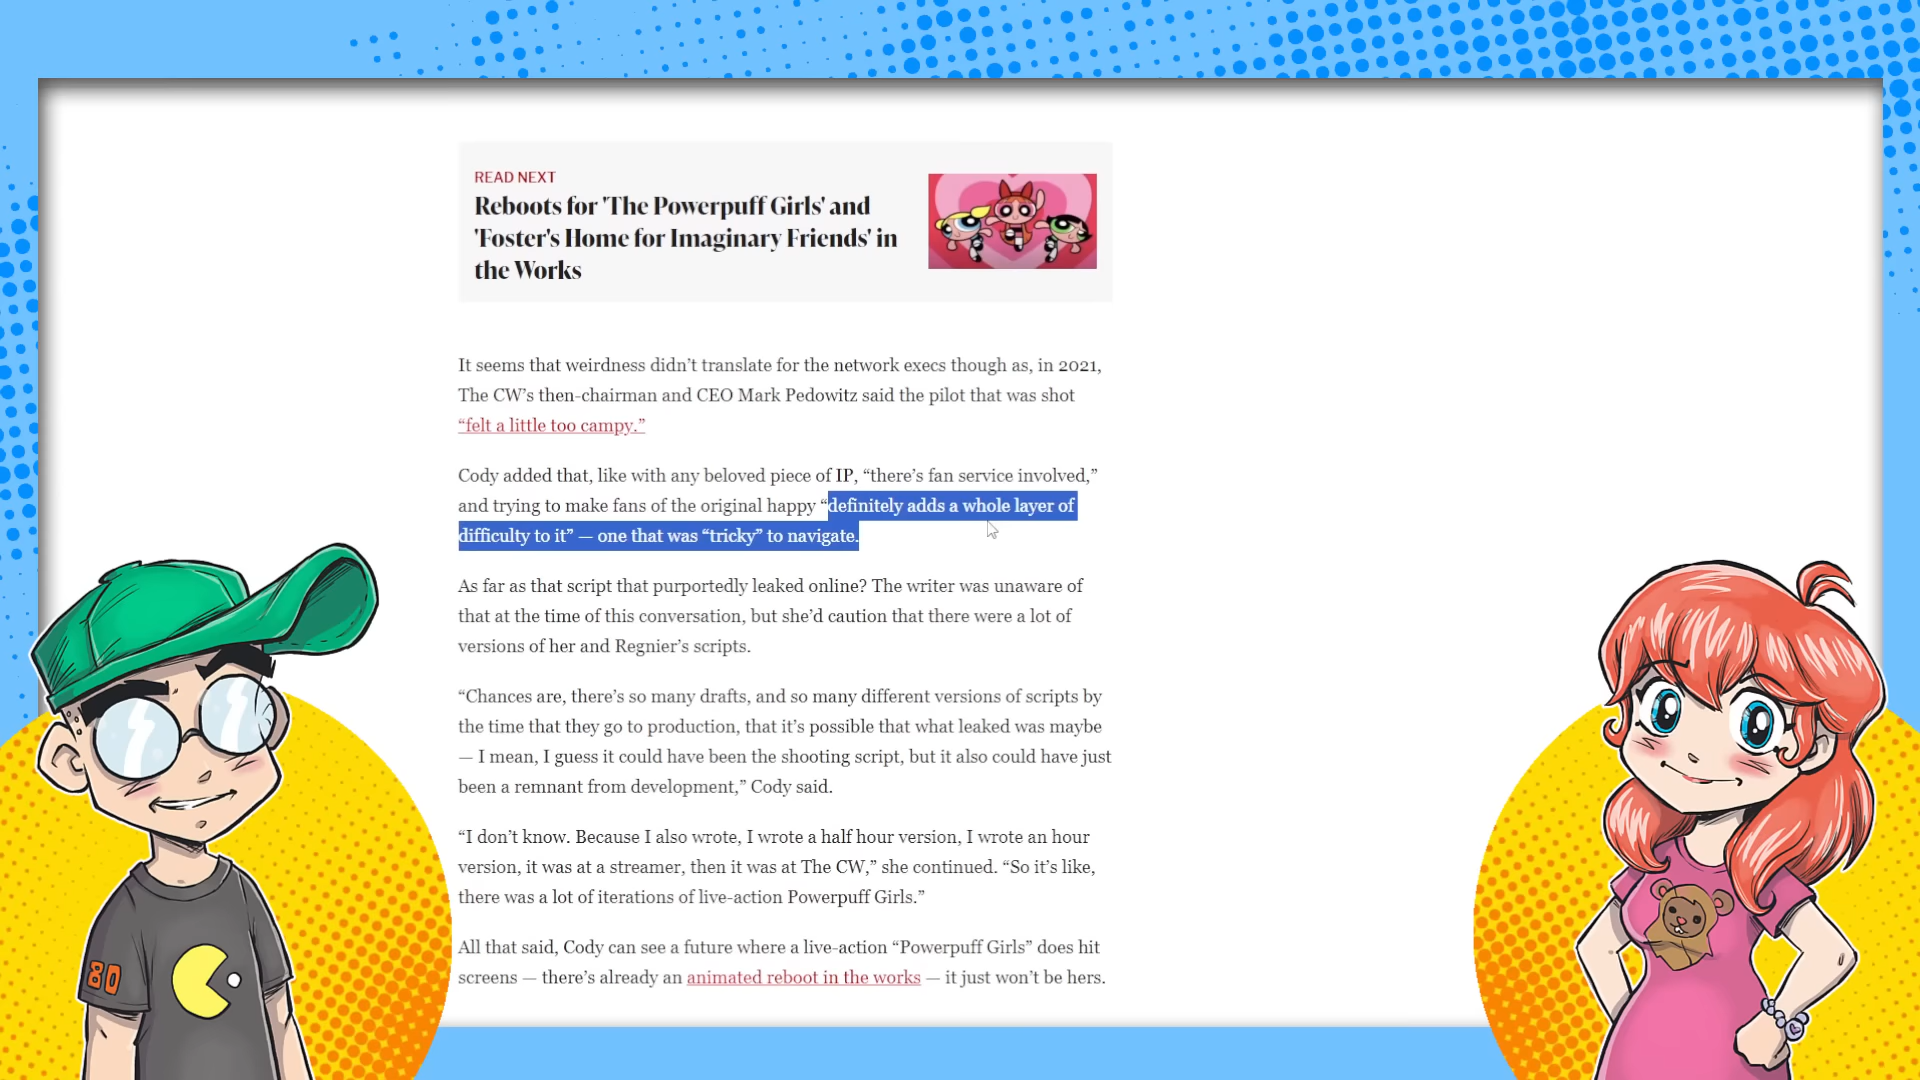 READ NEXT
Reboots for 'The Powerpuff Girls' and
'Foster's Home for Imaginary Friends' in
the Works
It seems that weirdness didn’t translate for the network execs though as, in 2021,
The CW’s then-chairman and CEO Mark Pedowitz said the pilot that was shot
“felt a little too campy.”
Cody added that, like with any beloved piece of IP, “there’s fan service involved,”
and trying to make fans of the original happy “definitely adds a whole layer of
difficulty to it” — one that was “tricky” to navigate.
As far as that script that purportedly leaked online? The writer was unaware of
that at the time of this conversation, but she’d caution that there were a lot of
versions of her and Regnier’s scripts.
“Chances are, there’s so many drafts, and so many different versions of scripts by
the time that they go to production, that it’s possible that what leaked was maybe
— I mean, I guess it could have been the shooting script, but it also could have just
been a remnant from development,” Cody said.
“I don’t know. Because I also wrote, I wrote a half hour version, I wrote an hour
version, it was at a streamer, then it was at The CW,” she continued. “So it’s like,
there was a lot of iterations of live-action Powerpuff Girls.”
All that said, Cody can see a future where a live-action “Powerpuff Girls” does hit
screens — there’s already an animated reboot in the works — it just won’t be hers.
80